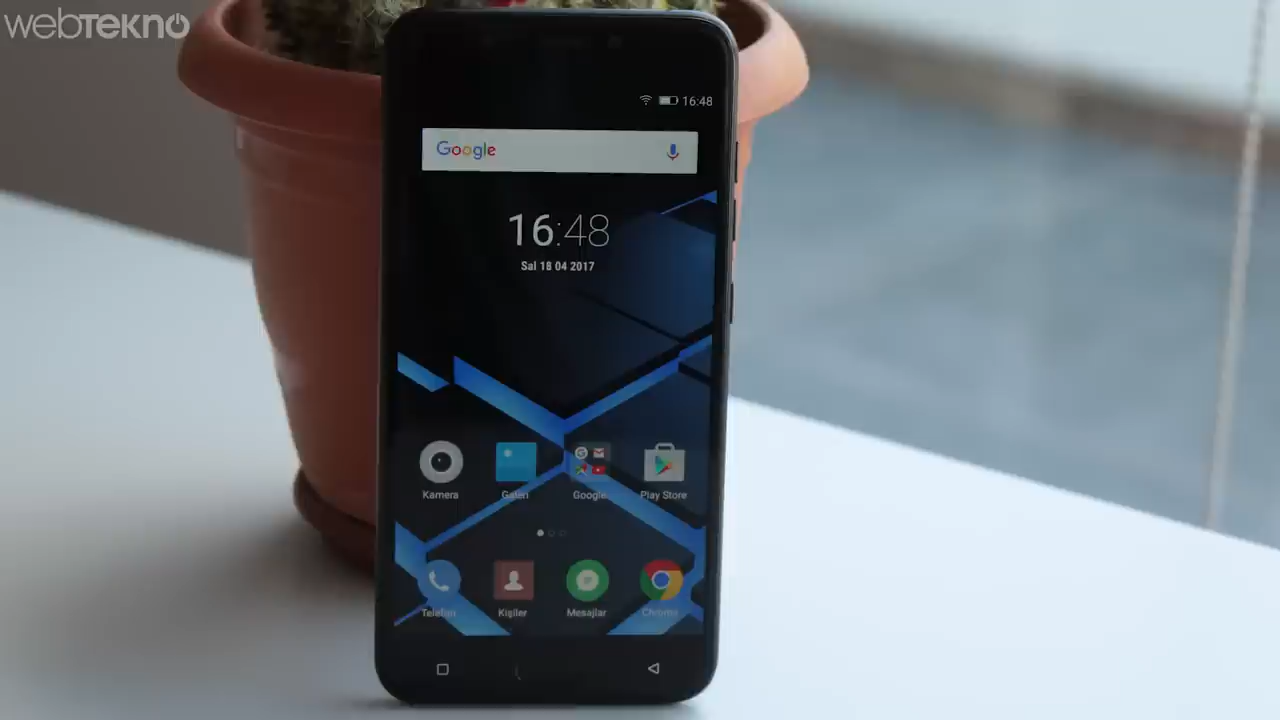 webtekno
16:48
Google
16:48
Sal 18 04 2017
Kamera
Galeri
Google
Play Store
Telefon
Kişiler
Mesajlar
Chrome